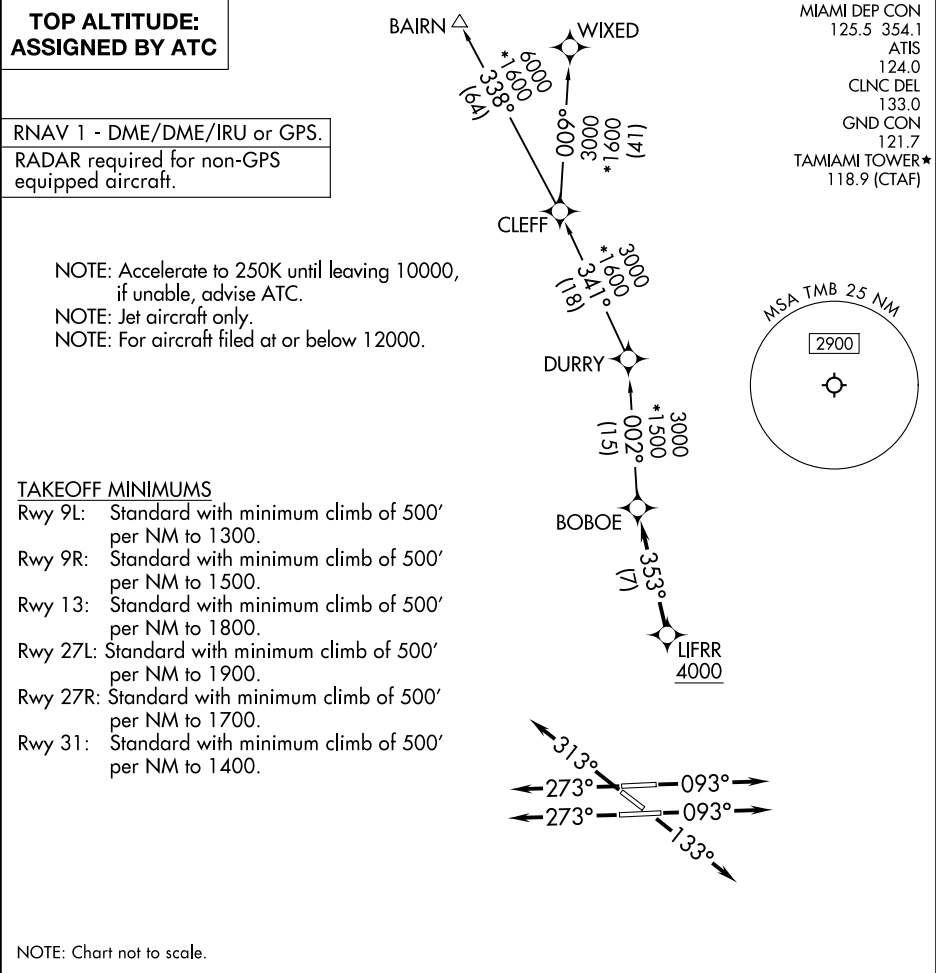 TOP ALTITUDE:
ASSIGNED BY ATC
RNAV 1 - DME/DME/IRU or GPS.
RADAR required for non-GPS
equipped aircraft.
NOTE: Accelerate to 250K until leaving 10000,
if unable, advise ATC.
NOTE: Jet aircraft only.
NOTE: For aircraft filed at or below 12000.
TAKEOFF MINIMUMS
Rwy 9L: Standard with minimum climb of 500'
per NM to 1300.
Rwy 9R: Standard with minimum climb of 500'
per NM to 1500.
Rwy 13: Standard with minimum climb of 500'
per NM to 1800.
Rwy 27L: Standard with minimum climb of 500'
per NM to 1900.
Rwy 27R: Standard with minimum climb of 500'
per NM to 1700.
Rwy 31: Standard with minimum climb of 500'
per NM to 1400.
BAIRN
WIXED
6000
*1600
338°
(64)
009°
3000
*1600
(41)
CLEFF
3000
*1600
341°
(18)
DURRY
3000
*1500
002°
(15)
BOBOE
353°
(7)
LIFRR
4000
313°
273°
093°
273°
093°
133°
MIAMI DEP CON
125.5 354.1
ATIS
124.0
CLNC DEL
133.0
GND CON
121.7
TAMIAMI TOWER★
118.9 (CTAF)
MSA TMB 25 NM
2900
NOTE: Chart not to scale.